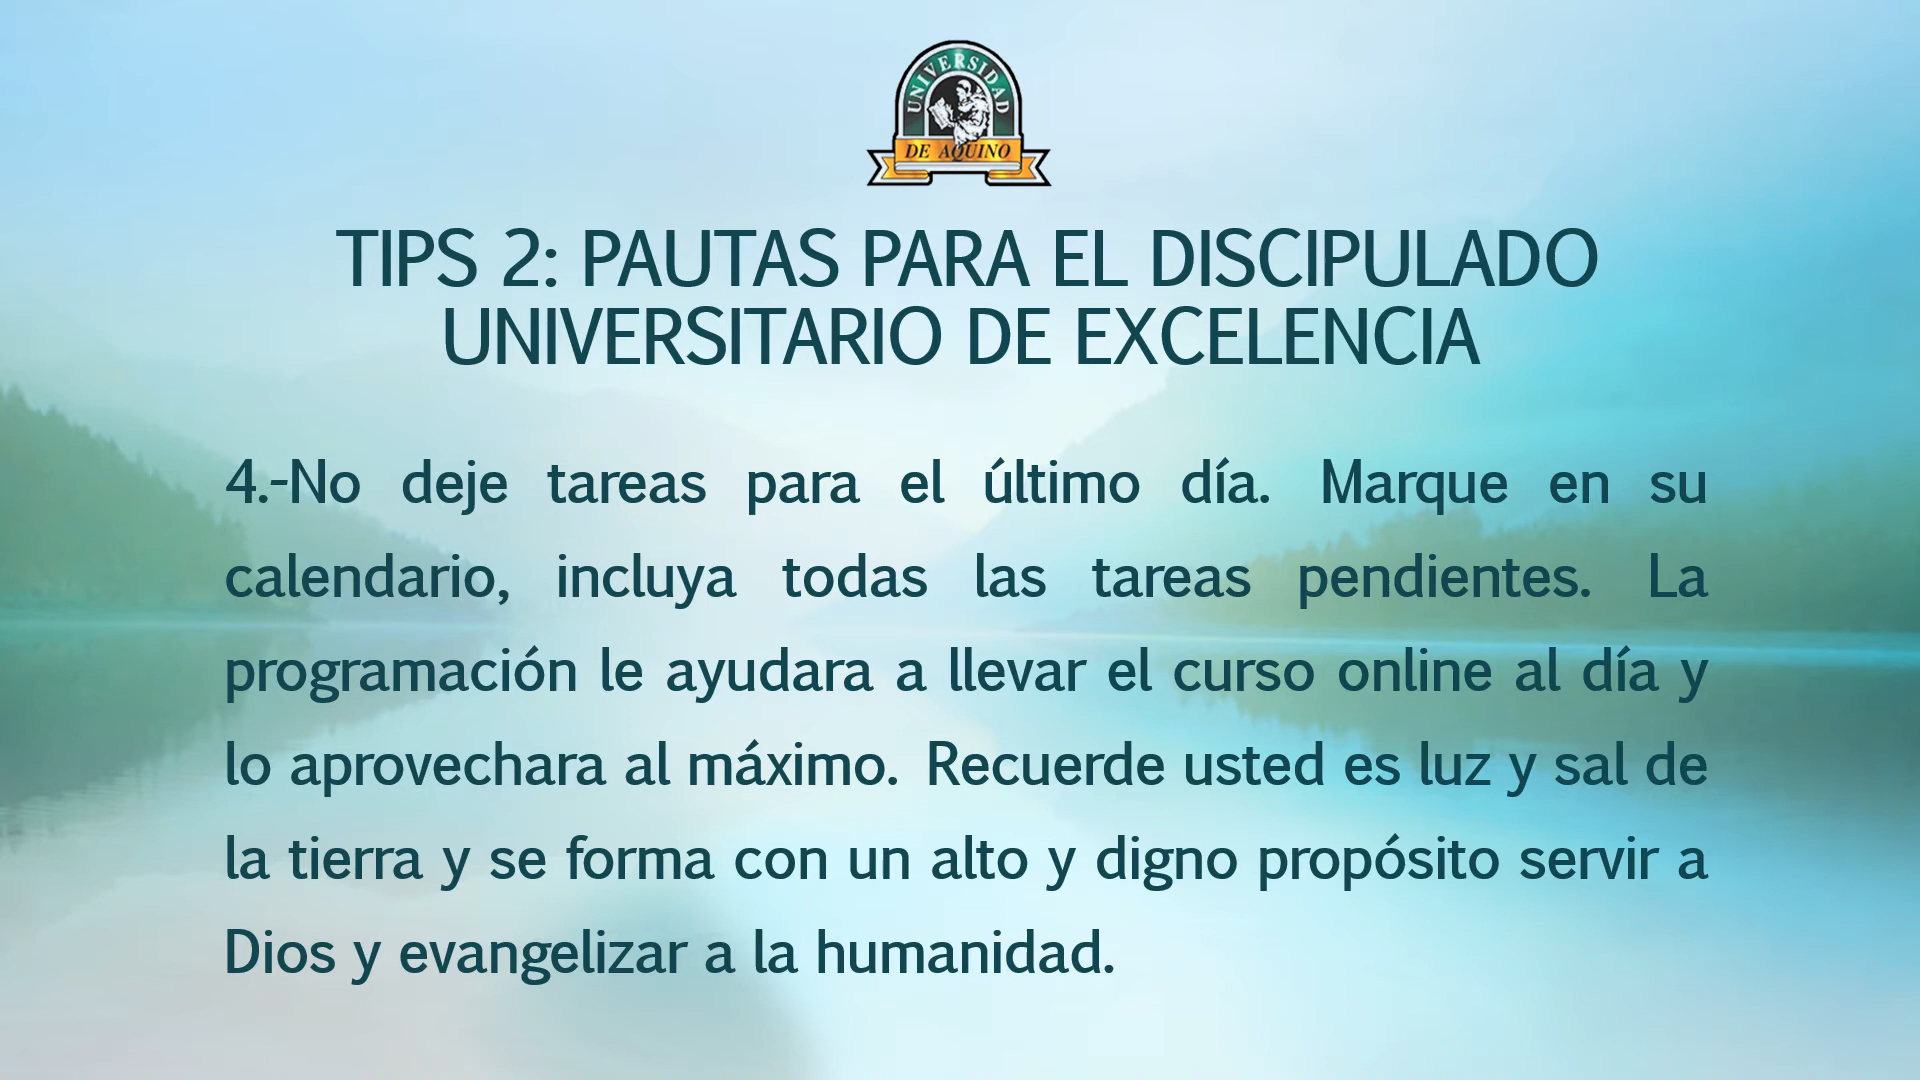 UNIVERSIDAD
DE AQUINO
TIPS 2: PAUTAS PARA EL DISCIPULADO
UNIVERSITARIO DE EXCELENCIA
4.-No deje tareas para el último día. Marque en su
calendario, incluya todas las tareas pendientes. La
programación le ayudara a llevar el curso online al día y
lo aprovechara al máximo. Recuerde usted es luz y sal de
la tierra y se forma con un alto y digno propósito servir a
Dios y evangelizar a la humanidad.